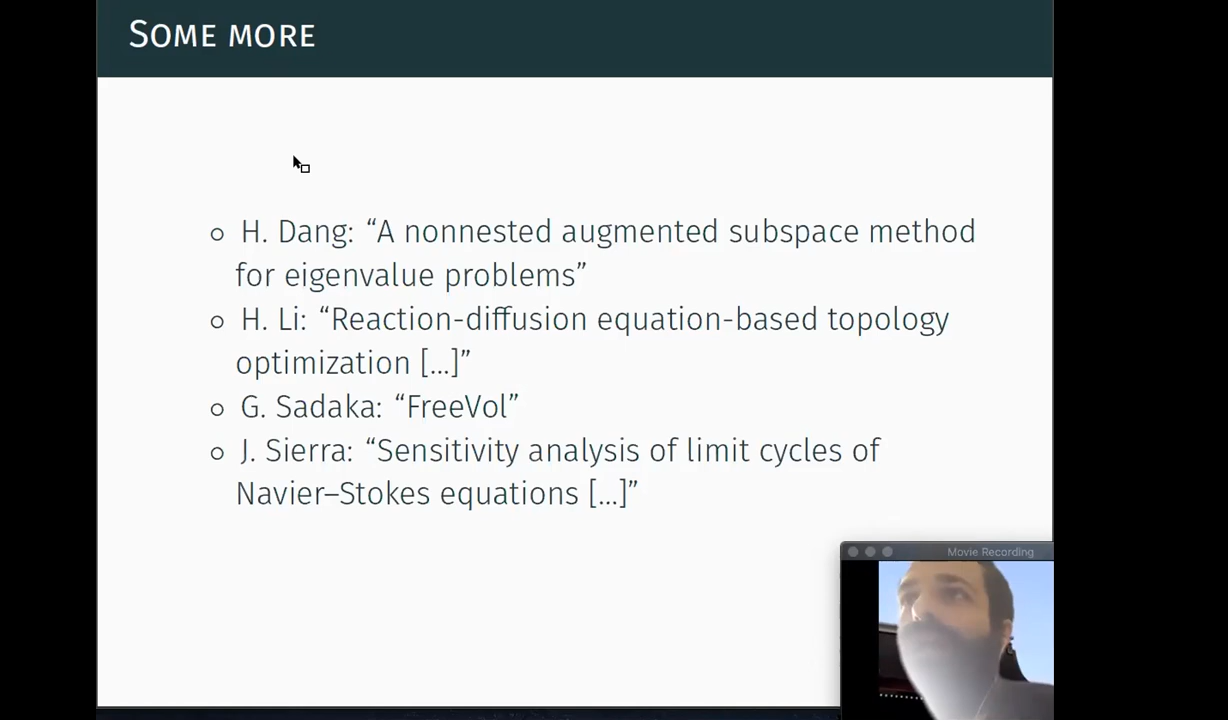 Some more
H. Dang: “A nonnested augmented subspace method
for eigenvalue problems”
H. Li: “Reaction-diffusion equation-based topology
optimization [...]”
G. Sadaka: “FreeVol”
J. Sierra: “Sensitivity analysis of limit cycles of
Navier–Stokes equations [...]”
Movie Recording